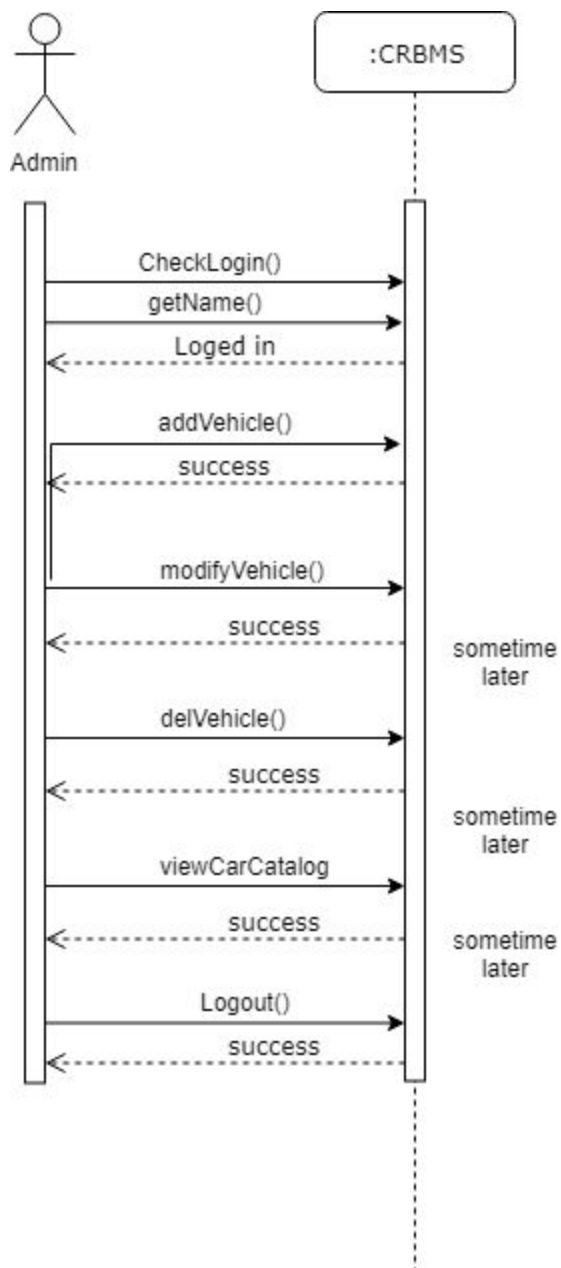 :CRBMS
Admin
CheckLogin()
getName()
Loged in
addVehicle()
success
modifyVehicle()
success
sometime
later
delVehicle()
success
sometime
later
viewCarCatalog
success
sometime
later
Logout()
success